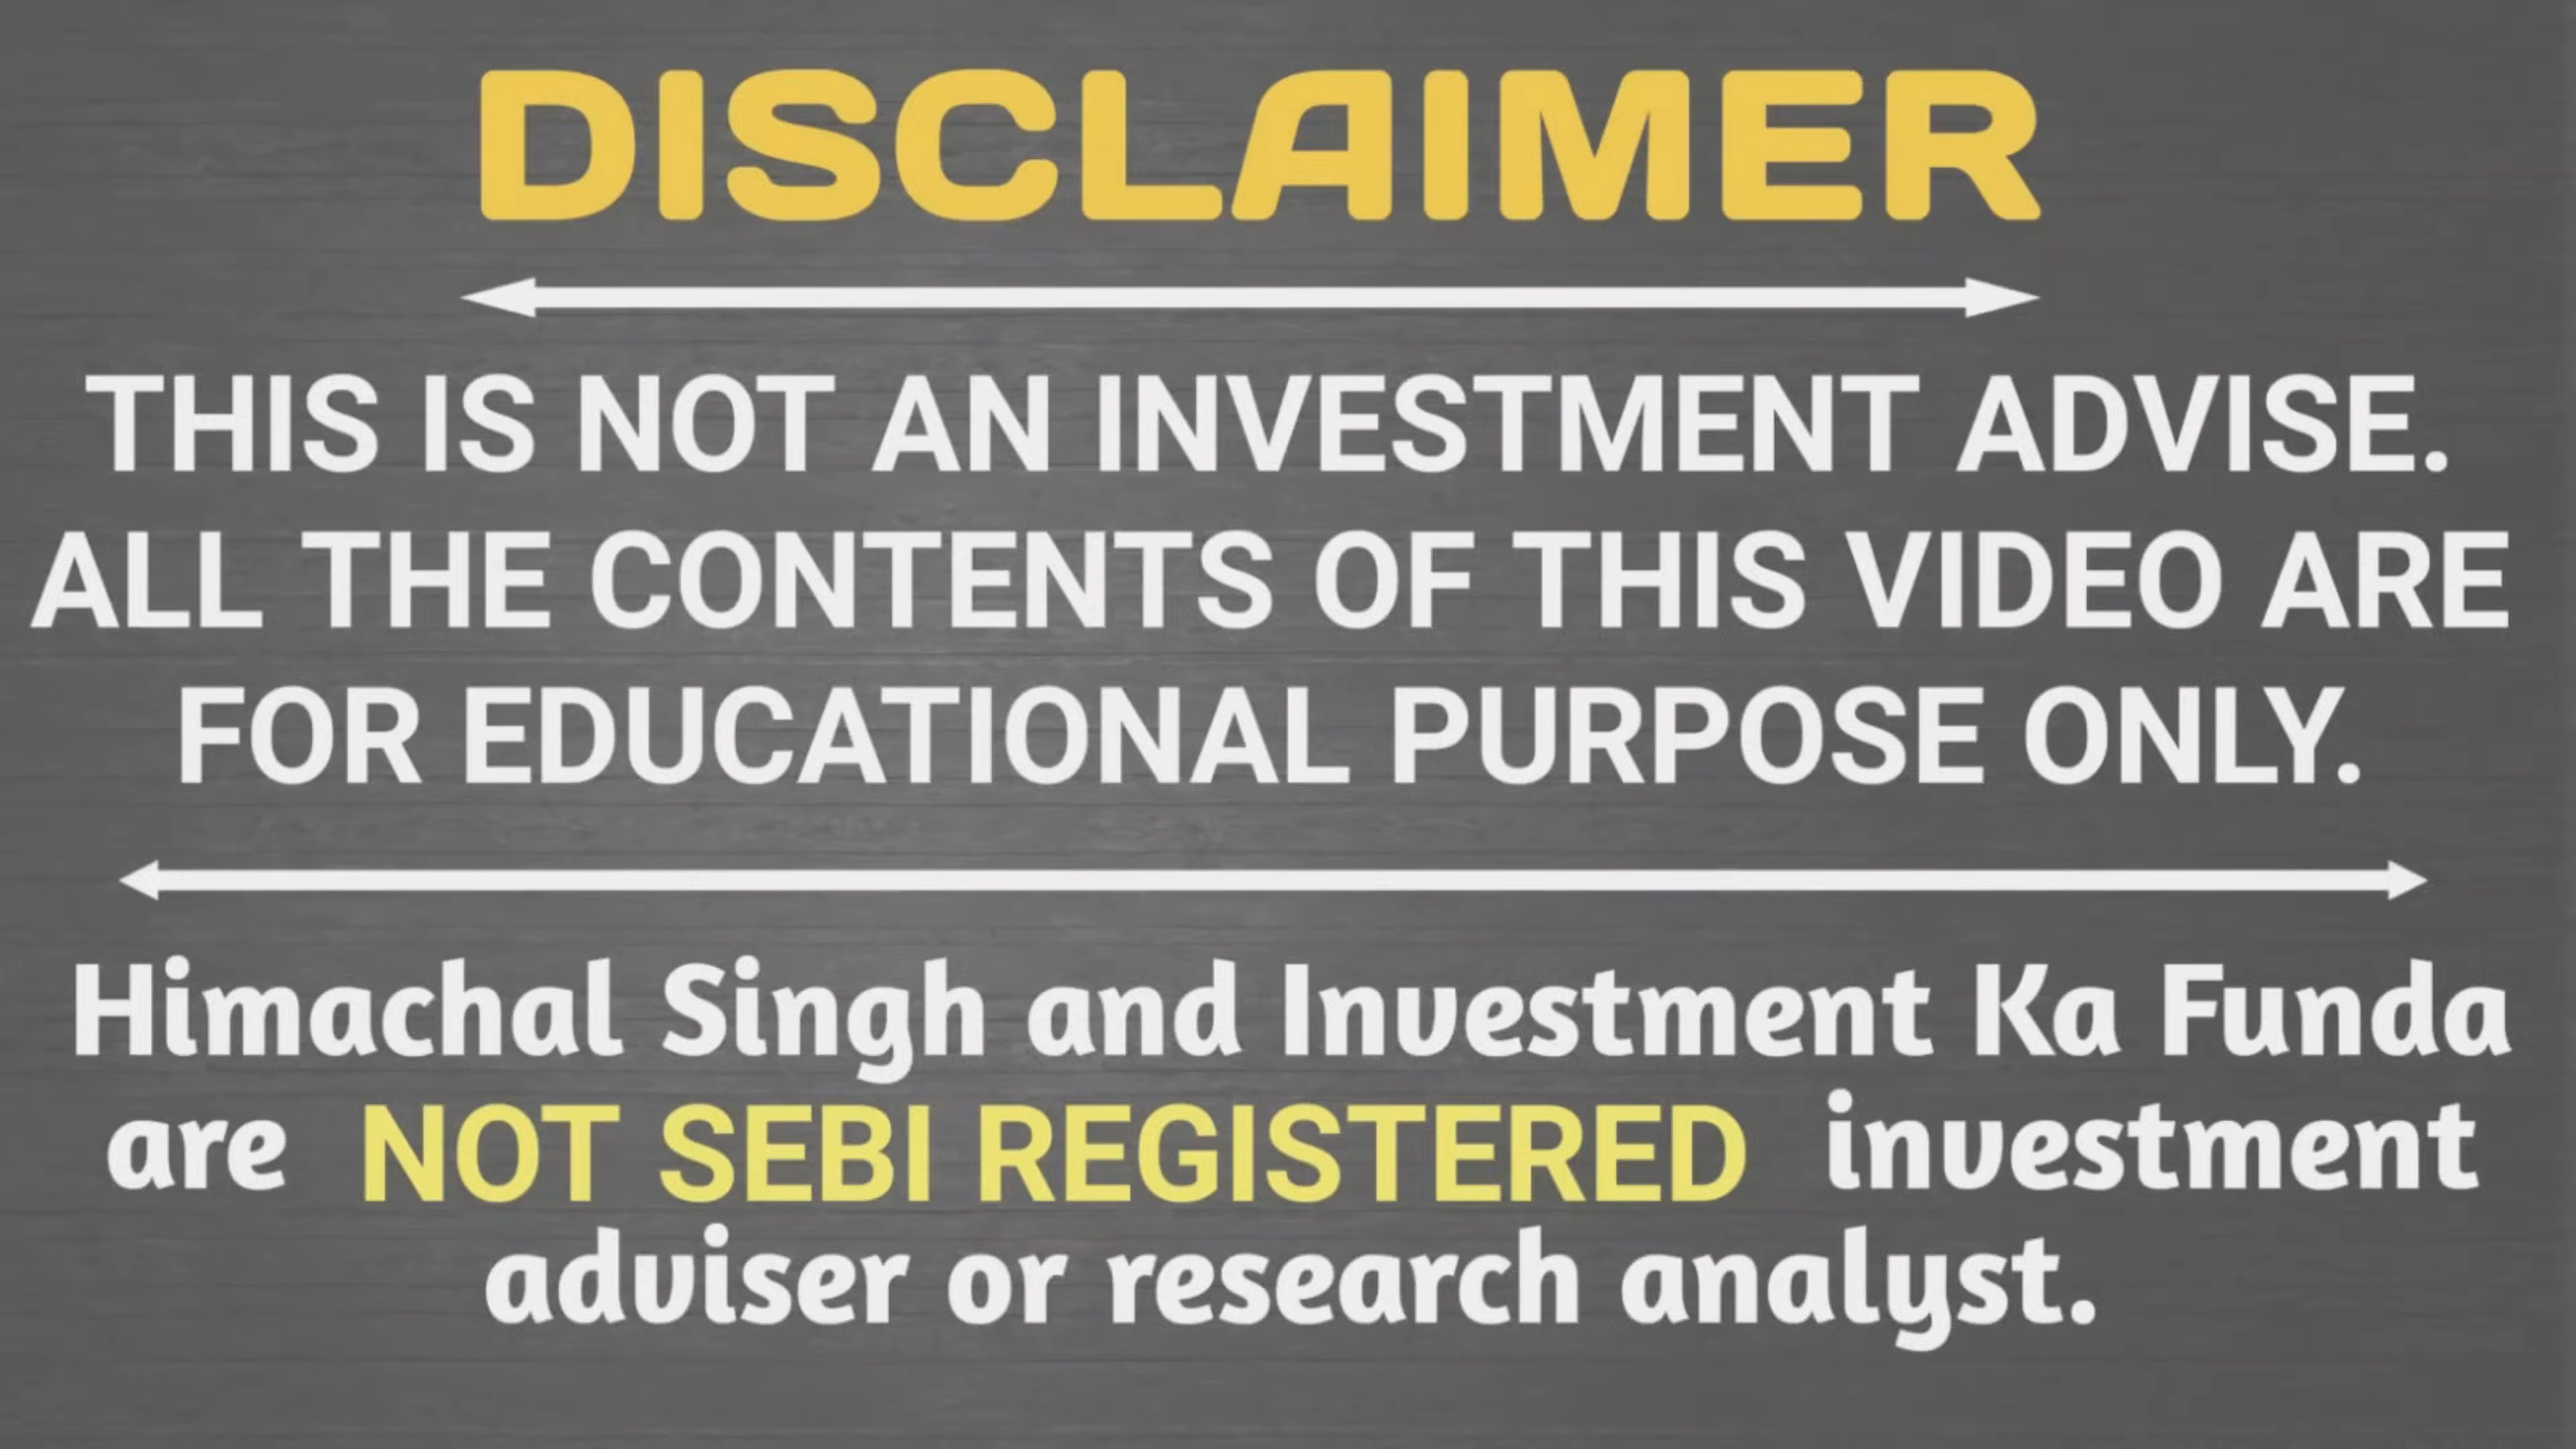 DISCLAIMER
THIS IS NOT AN INVESTMENT ADVISE.
ALL THE CONTENTS OF THIS VIDEO ARE
FOR EDUCATIONAL PURPOSE ONLY.
Himachal Singh and Investment Ka Funda
are NOT SEBI REGISTERED investment
adviser or research analyst.